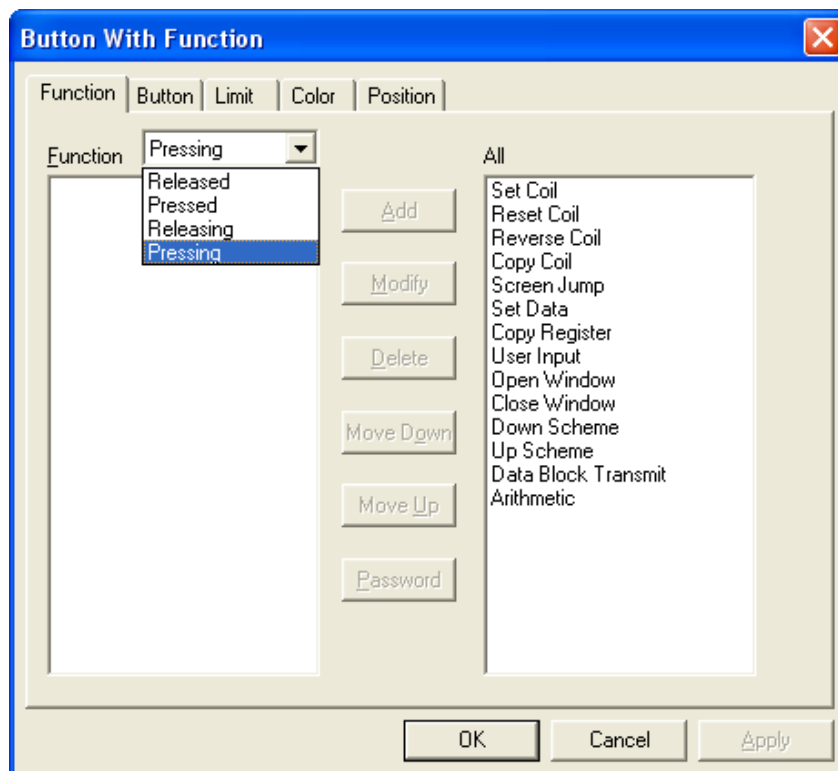 Button With Function
Function Button Limit Color Position
Function Pressing
Released
Pressed
Releasing
Pressing
Add
Modify
Delete
Move Down
Move Up
Password
All
Set Coil
Reset Coil
Reverse Coil
Copy Coil
Screen Jump
Set Data
Copy Register
User Input
Open Window
Close Window
Down Scheme
Up Scheme
Data Block Transmit
Arithmetic
OK Cancel Apply